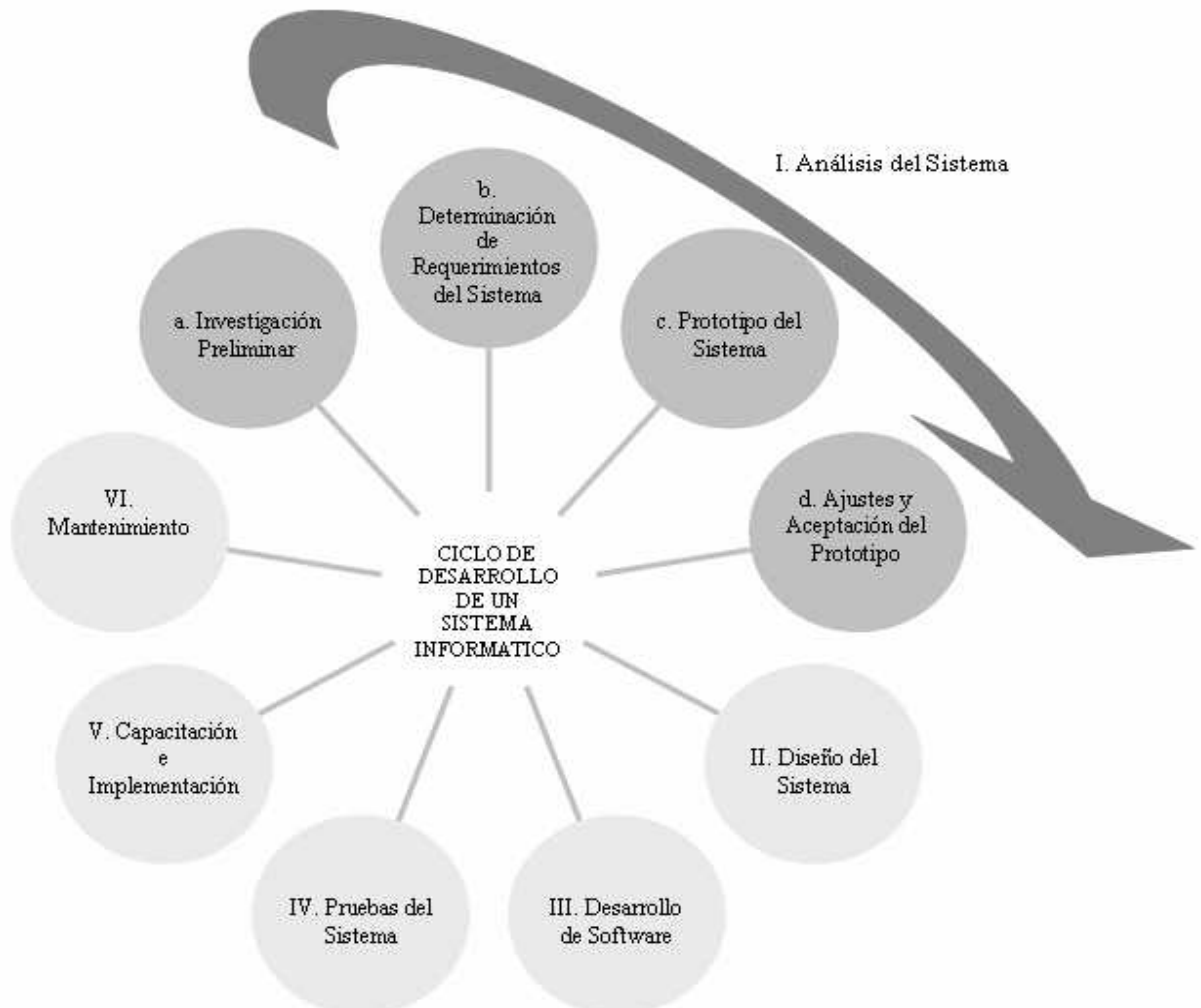 I. Análisis del Sistema
a. Investigación
Preliminar
b.
Determinación
de
Requerimientos
del Sistema
c. Prototipo del
Sistema
d. Ajustes y
Aceptación del
Prototipo
II. Diseño del
Sistema
III. Desarrollo
de Software
IV. Pruebas del
Sistema
V. Capacitación
e
Implementación
VI.
Mantenimiento
CICLO DE
DESARROLLO
DE UN
SISTEMA
INFORMATICO